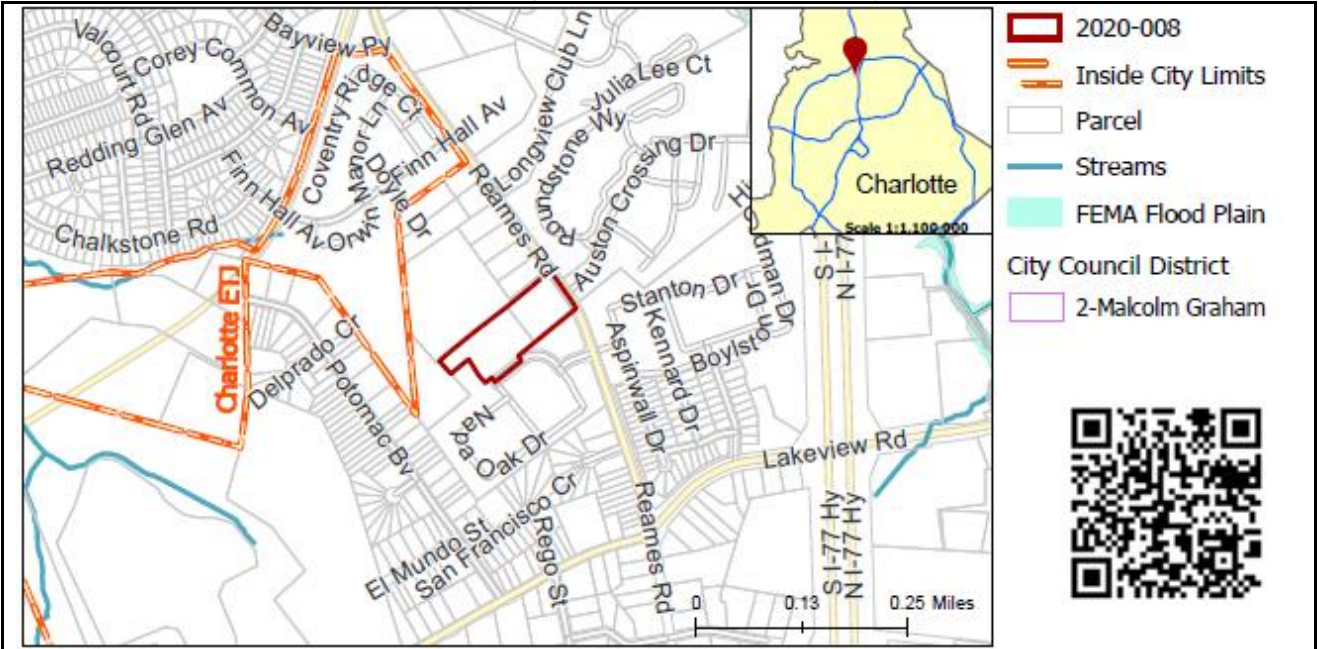 Valcourt Rd
Corey Common Av
Bayview Py
Redding Glen Av
Coventry Ridge Ct
Manor Ln
Orwin
Doyle Dr
Finn Hall Av
Finn Hall Av
Chalkstone Rd
Longview Club Ln
Julia Lee Ct
Roundstone Wy
Auston Crossing Dr
Reames Rd
Stanton Dr
Kennard Dr
Aspinwall Dr
Charlotte ETJ
Delprado Ct
Potomac Bv
Napa Oak Dr
El Mundo St
San Francisco Cr
Rego St
Reames Rd
Lakeview Rd
S I-77 Hy
N I-77 Hy
S I-
N I-77
Charlotte
Scale 1:1,100,000
0 0.13 0.25 Miles
2020-008
Inside City Limits
Parcel
Streams
FEMA Flood Plain
City Council District
2-Malcolm Graham